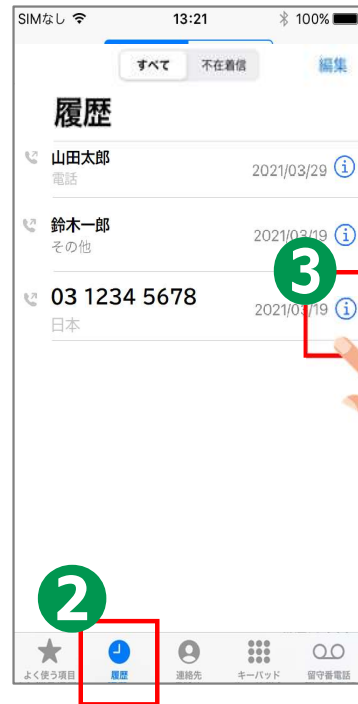 SIMなし 13:21 100%
すべて 不在着信 編集
履歴
山田太郎
電話
2021/03/29
鈴木一郎
その他
2021/03/19
3
03 1234 5678
日本
2021/03/19
2
よく使う項目 履歴 連絡先 キーパッド 留守番電話